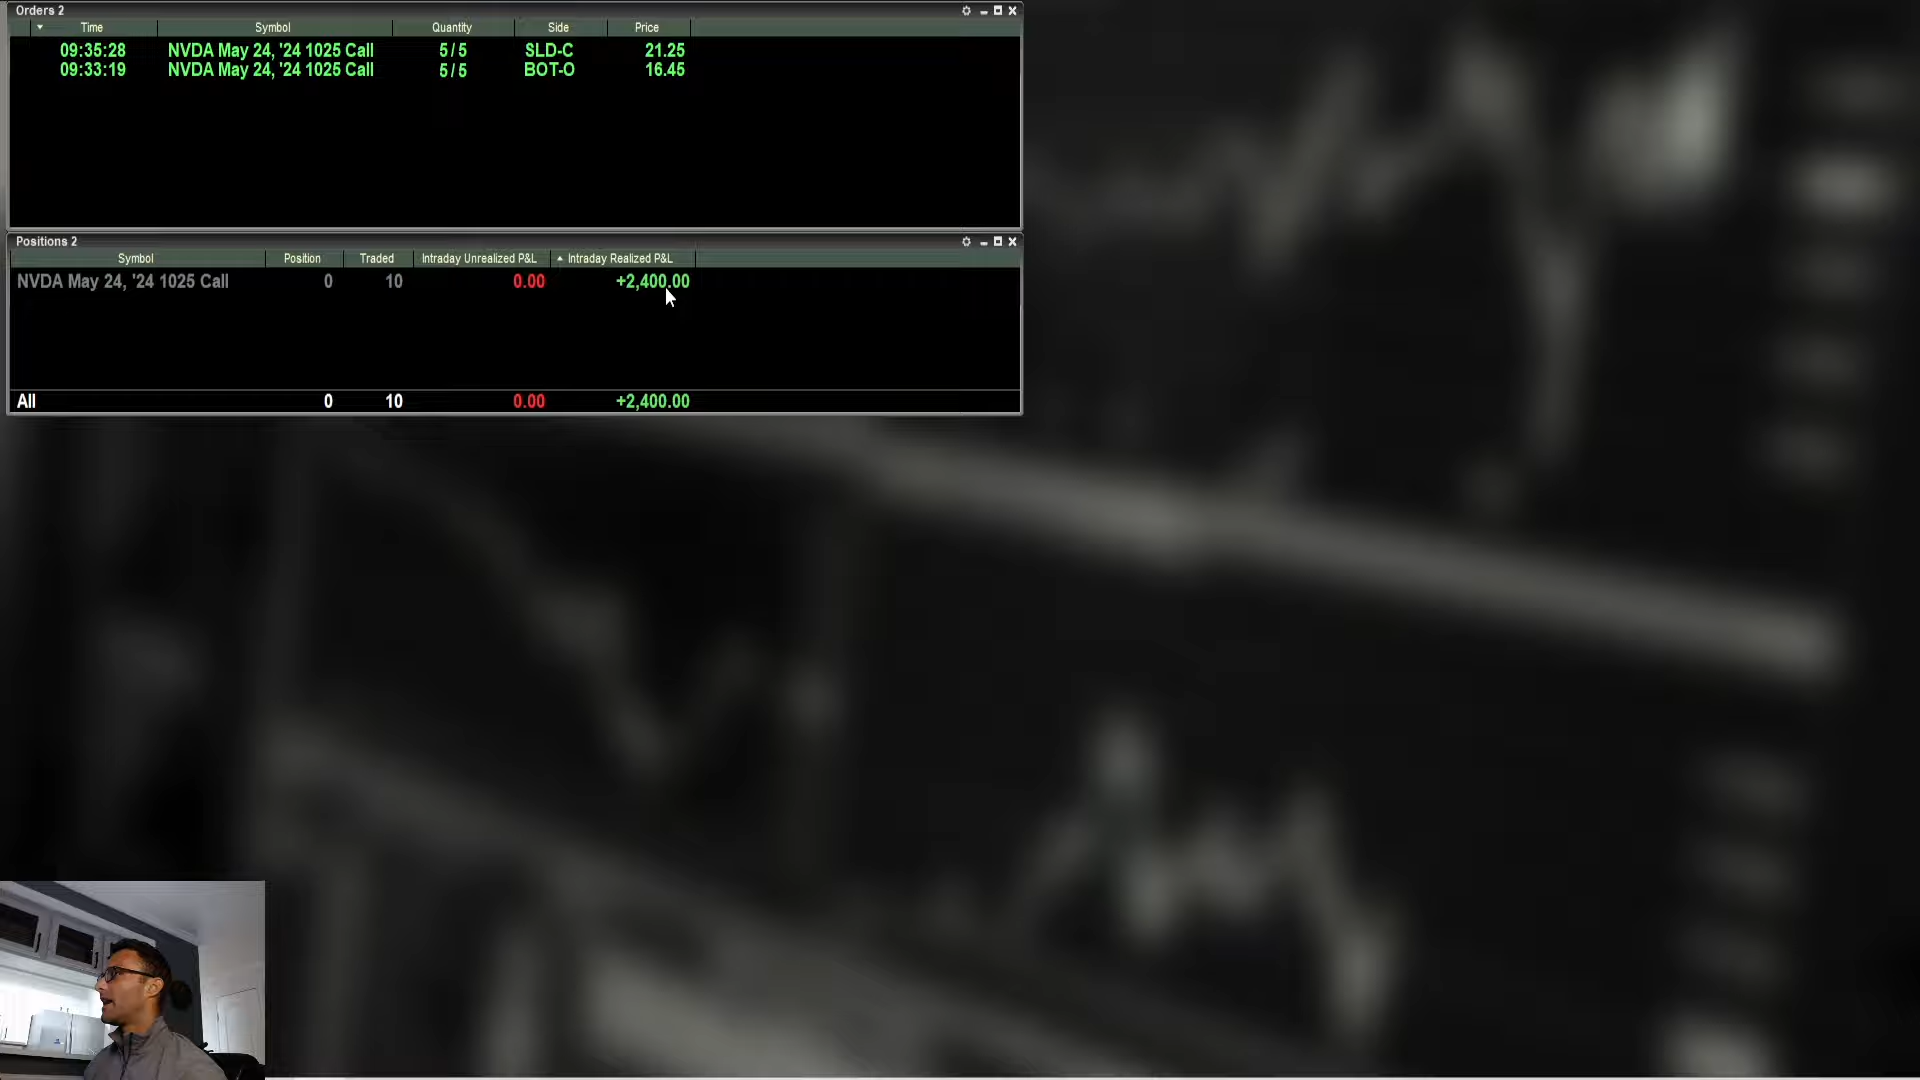 Orders 2
Time Symbol Quantity Side Price
09:35:28 NVDA May 24, '24 1025 Call 5/5 SLD-C 21.25
09:33:19 NVDA May 24, '24 1025 Call 5/5 BOT-O 16.45
Positions 2
Symbol Position Traded Intraday Unrealized P&L Intraday Realized P&L
NVDA May 24, '24 1025 Call 0 10 0.00 +2,400.00
All 0 10 0.00 +2,400.00